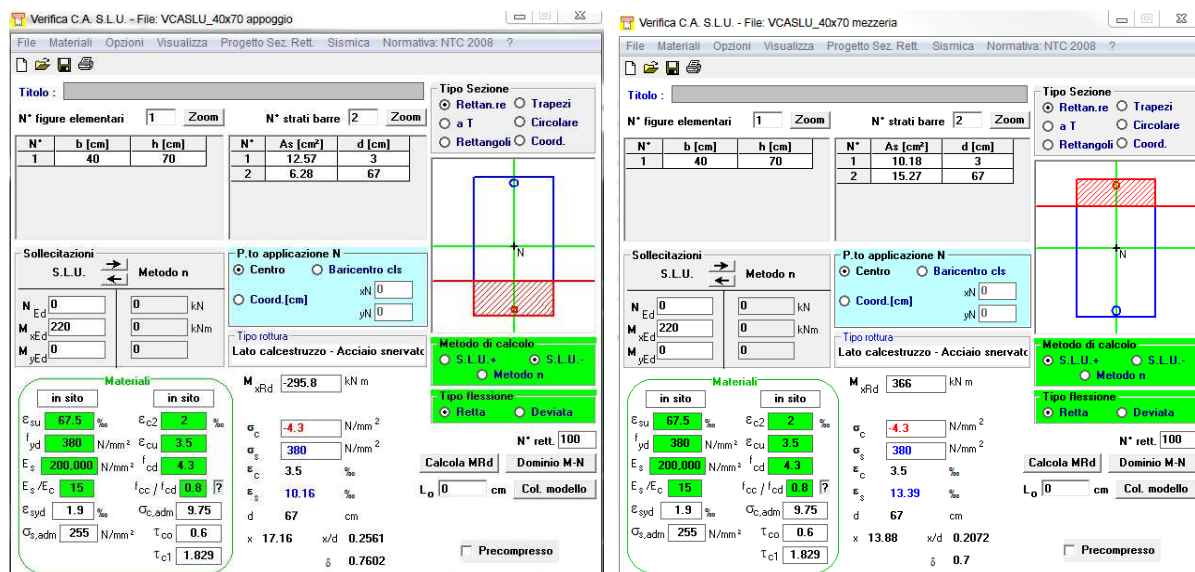 Verifica C.A. S.L.U. - File: VCASLU_40x70 appoggio
File Materiali Opzioni Visualizza Progetto Sez. Rett. Sismica Normativa: NTC 2008 ?
Titolo :
N° figure elementari 1 Zoom N° strati barre 2 Zoom
N° b [cm] h [cm]
1 40 70
N° As [cm²] d [cm]
1 12.57 3
2 6.28 67
Tipo Sezione
Rettan.re Trapezi
a T Circolare
Rettangoli Coord.
N
Sollecitazioni
S.L.U. Metodo n
N Ed 0 0 kN
M xEd 220 0 kNm
M yEd 0 0
P.to applicazione N
Centro Baricentro cls
Coord.[cm] xN 0
yN 0
Tipo rottura
Lato calcestruzzo - Acciaio snervato
Metodo di calcolo
S.L.U.+ S.L.U.-
Metodo n
Tipo flessione
Retta Deviata
Materiali
in sito in sito
εsu 67.5 ‰ εc2 2 ‰
fyd 380 N/mm² εcu 3.5
Es 200,000 N/mm² fcd 4.3
Es /Ec 15 fcc / fcd 0.8 ?
εsyd 1.9 ‰ σc,adm 9.75
σs,adm 255 N/mm² τco 0.6
τc1 1.829
M xRd -295.8 kN m
σc -4.3 N/mm²
σs 380 N/mm²
εc 3.5 ‰
εs 10.16 ‰
d 67 cm
x 17.16 x/d 0.2561
δ 0.7602
N° rett. 100
Calcola MRd Dominio M-N
Lo 0 cm Col. modello
Precompresso
Verifica C.A. S.L.U. - File: VCASLU_40x70 mezzeria
File Materiali Opzioni Visualizza Progetto Sez. Rett. Sismica Normativa: NTC 2008 ?
Titolo :
N° figure elementari 1 Zoom N° strati barre 2 Zoom
N° b [cm] h [cm]
1 40 70
N° As [cm²] d [cm]
1 10.18 3
2 15.27 67
Tipo Sezione
Rettan.re Trapezi
a T Circolare
Rettangoli Coord.
N
Sollecitazioni
S.L.U. Metodo n
N Ed 0 0 kN
M xEd 220 0 kNm
M yEd 0 0
P.to applicazione N
Centro Baricentro cls
Coord.[cm] xN 0
yN 0
Tipo rottura
Lato calcestruzzo - Acciaio snervato
Metodo di calcolo
S.L.U.+ S.L.U.-
Metodo n
Tipo flessione
Retta Deviata
Materiali
in sito in sito
εsu 67.5 ‰ εc2 2 ‰
fyd 380 N/mm² εcu 3.5
Es 200,000 N/mm² fcd 4.3
Es /Ec 15 fcc / fcd 0.8 ?
εsyd 1.9 ‰ σc,adm 9.75
σs,adm 255 N/mm² τco 0.6
τc1 1.829
M xRd 366 kN m
σc -4.3 N/mm²
σs 380 N/mm²
εc 3.5 ‰
εs 13.39 ‰
d 67 cm
x 13.88 x/d 0.2072
δ 0.7
N° rett. 100
Calcola MRd Dominio M-N
Lo 0 cm Col. modello
Precompresso